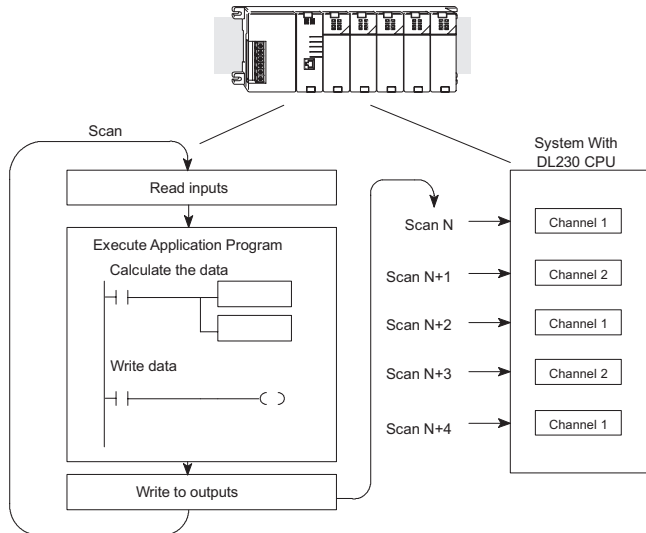 Scan
System With
DL230 CPU
Read inputs
Execute Application Program
Calculate the data
Write data
Write to outputs
Scan N
Channel 1
Scan N+1
Channel 2
Scan N+2
Channel 1
Scan N+3
Channel 2
Scan N+4
Channel 1